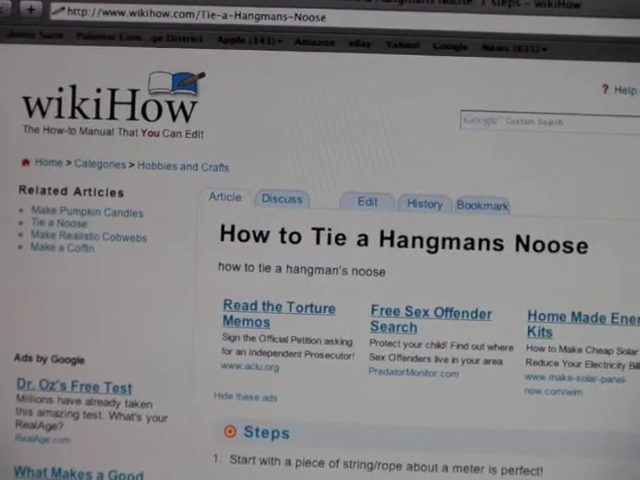 http://www.wikihow.com/Tie-a-Hangmans-Noose
Apple (141) Amazon eBay Yahoo! Google News (835)
? Help
wikiHow
The How-to Manual That You Can Edit
Google Custom Search
Home > Categories > Hobbies and Crafts
Related Articles
Make Pumpkin Candles
Tie a Noose
Make Realistic Cobwebs
Make a Coffin
Article Discuss Edit History Bookmark
How to Tie a Hangmans Noose
how to tie a hangman's noose
Read the Torture
Memos
Sign the Official Petition asking
for an Independent Prosecutor!
www.aclu.org
Free Sex Offender
Search
Protect your child! Find out where
Sex Offenders live in your area
PredatorMonitor.com
Home Made Ener
Kits
How to Make Cheap Solar
Reduce Your Electricity Bil
www.make-solar-panel-
now.com/wim
Hide these ads
Ads by Google
Dr. Oz's Free Test
Millions have already taken
this amazing test. What's your
RealAge?
RealAge.com
What Makes a Good
Steps
1. Start with a piece of string/rope about a meter is perfect!